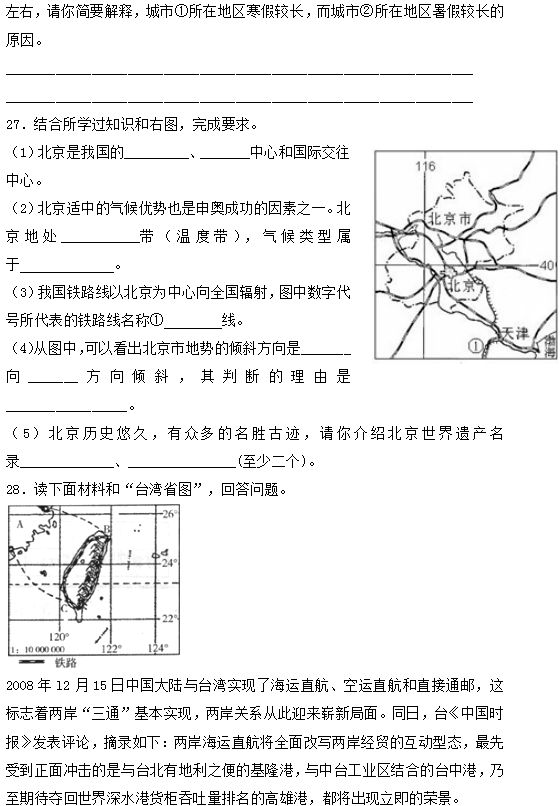 左右，请你简要解释，城市①所在地区寒假较长，而城市②所在地区暑假较长的
原因。
27．结合所学过知识和右图，完成要求。
（1）北京是我国的_________、_______中心和国际交往
中心。
（2）北京适中的气候优势也是申奥成功的因素之一。北
京地处___________带（温度带），气候类型属
于_____________。
（3）我国铁路线以北京为中心向全国辐射，图中数字代
号所代表的铁路线名称①________线。
（4）从图中，可以看出北京市地势的倾斜方向是_______
向_______方向倾斜，其判断的理由是
_________________。
（5）北京历史悠久，有众多的名胜古迹，请你介绍北京世界遗产名
录_____________、_______________（至少二个）。
116
北京市
40
北京
天津
①
渤海
28．读下面材料和“台湾省图”，回答问题。
A
B
C
26°
24°
22°
120°
122°
124°
1：10 000 000
铁路
2008年12月15日中国大陆与台湾实现了海运直航、空运直航和直接通邮，这
标志着两岸“三通”基本实现，两岸关系从此迎来崭新局面。同日，台《中国时
报》发表评论，摘录如下：两岸海运直航将全面改写两岸经贸的互动型态，最先
受到正面冲击的是与台北有地利之便的基隆港，与中台工业区结合的台中港，乃
至期待夺回世界深水港货柜吞吐量排名的高雄港，都将出现立即的荣景。